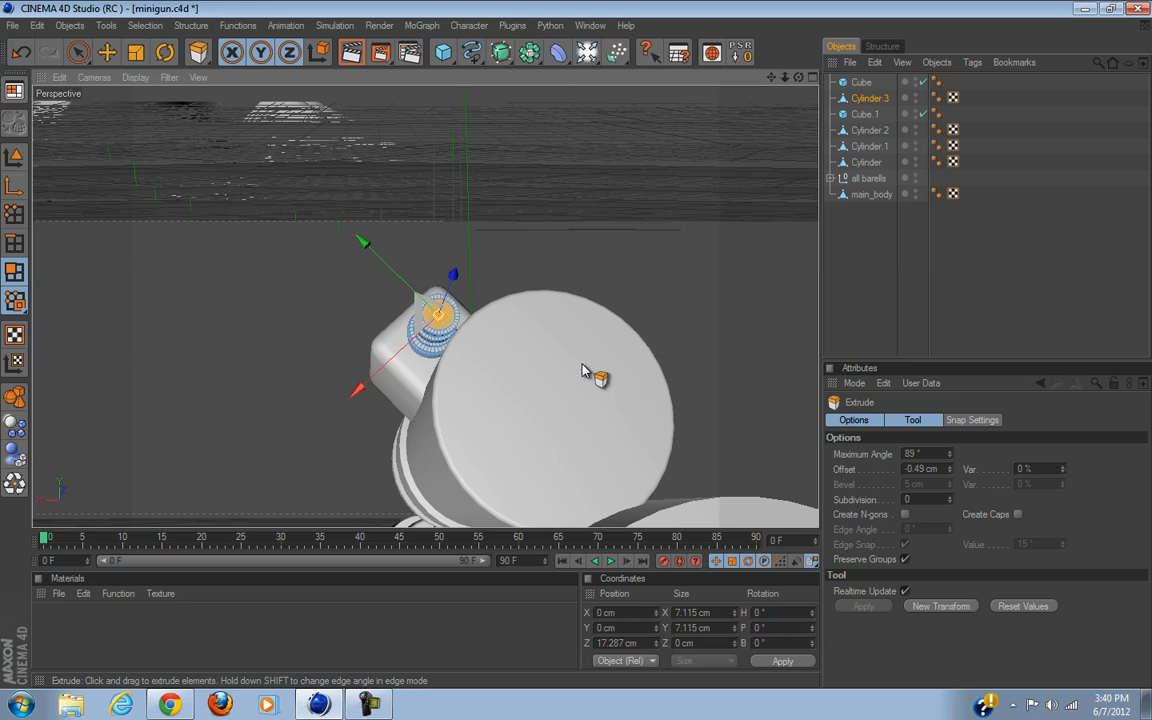 CINEMA 4D Studio (RC ) - [minigun.c4d *]
File Edit Objects Tools Selection Structure Functions Animation Simulation Render MoGraph Character Plugins Python Window Help
X Y Z PSR
Edit Cameras Display Filter View
Perspective
Y X Z
0 5 10 15 20 25 30 35 40 45 50 55 60 65 70 75 80 85 90 0 F
0 F 0 F 90 F 90 F
Materials
File Edit Function Texture
Coordinates
Position Size Rotation
X 0 cm X 7.115 cm H 0 °
Y 0 cm Y 7.115 cm P 0 °
Z 17.287 cm Z 0 cm B 0 °
Object (Rel) Size Apply
Objects Structure
File Edit View Objects Tags Bookmarks
Cube
Cylinder.3
Cube.1
Cylinder.2
Cylinder.1
Cylinder
all barells
main_body
Attributes
Mode Edit User Data
Extrude
Options Tool Snap Settings
Options
Maximum Angle 89 °
Offset -0.49 cm Var. 0 %
Bevel 5 cm Var. 0 %
Subdivision 0
Create N-gons Create Caps
Edge Angle 0 °
Edge Snap Value 15 °
Preserve Groups
Tool
Realtime Update
Apply New Transform Reset Values
MAXON CINEMA 4D
Extrude: Click and drag to extrude elements. Hold down SHIFT to change edge angle in edge mode
3:40 PM
6/7/2012